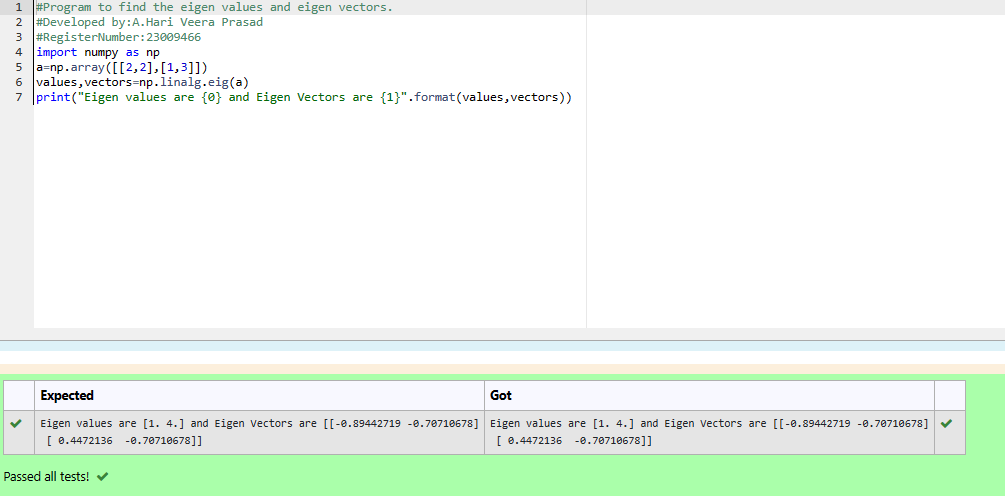 1 #Program to find the eigen values and eigen vectors.
2 #Developed by:A.Hari Veera Prasad
3 #RegisterNumber:23009466
4 import numpy as np
5 a=np.array([[2,2],[1,3]])
6 values,vectors=np.linalg.eig(a)
7 print("Eigen values are {0} and Eigen Vectors are {1}".format(values,vectors))
Expected Got
Eigen values are [1. 4.] and Eigen Vectors are [[-0.89442719 -0.70710678] Eigen values are [1. 4.] and Eigen Vectors are [[-0.89442719 -0.70710678]
[ 0.4472136  -0.70710678]] [ 0.4472136  -0.70710678]]
Passed all tests!